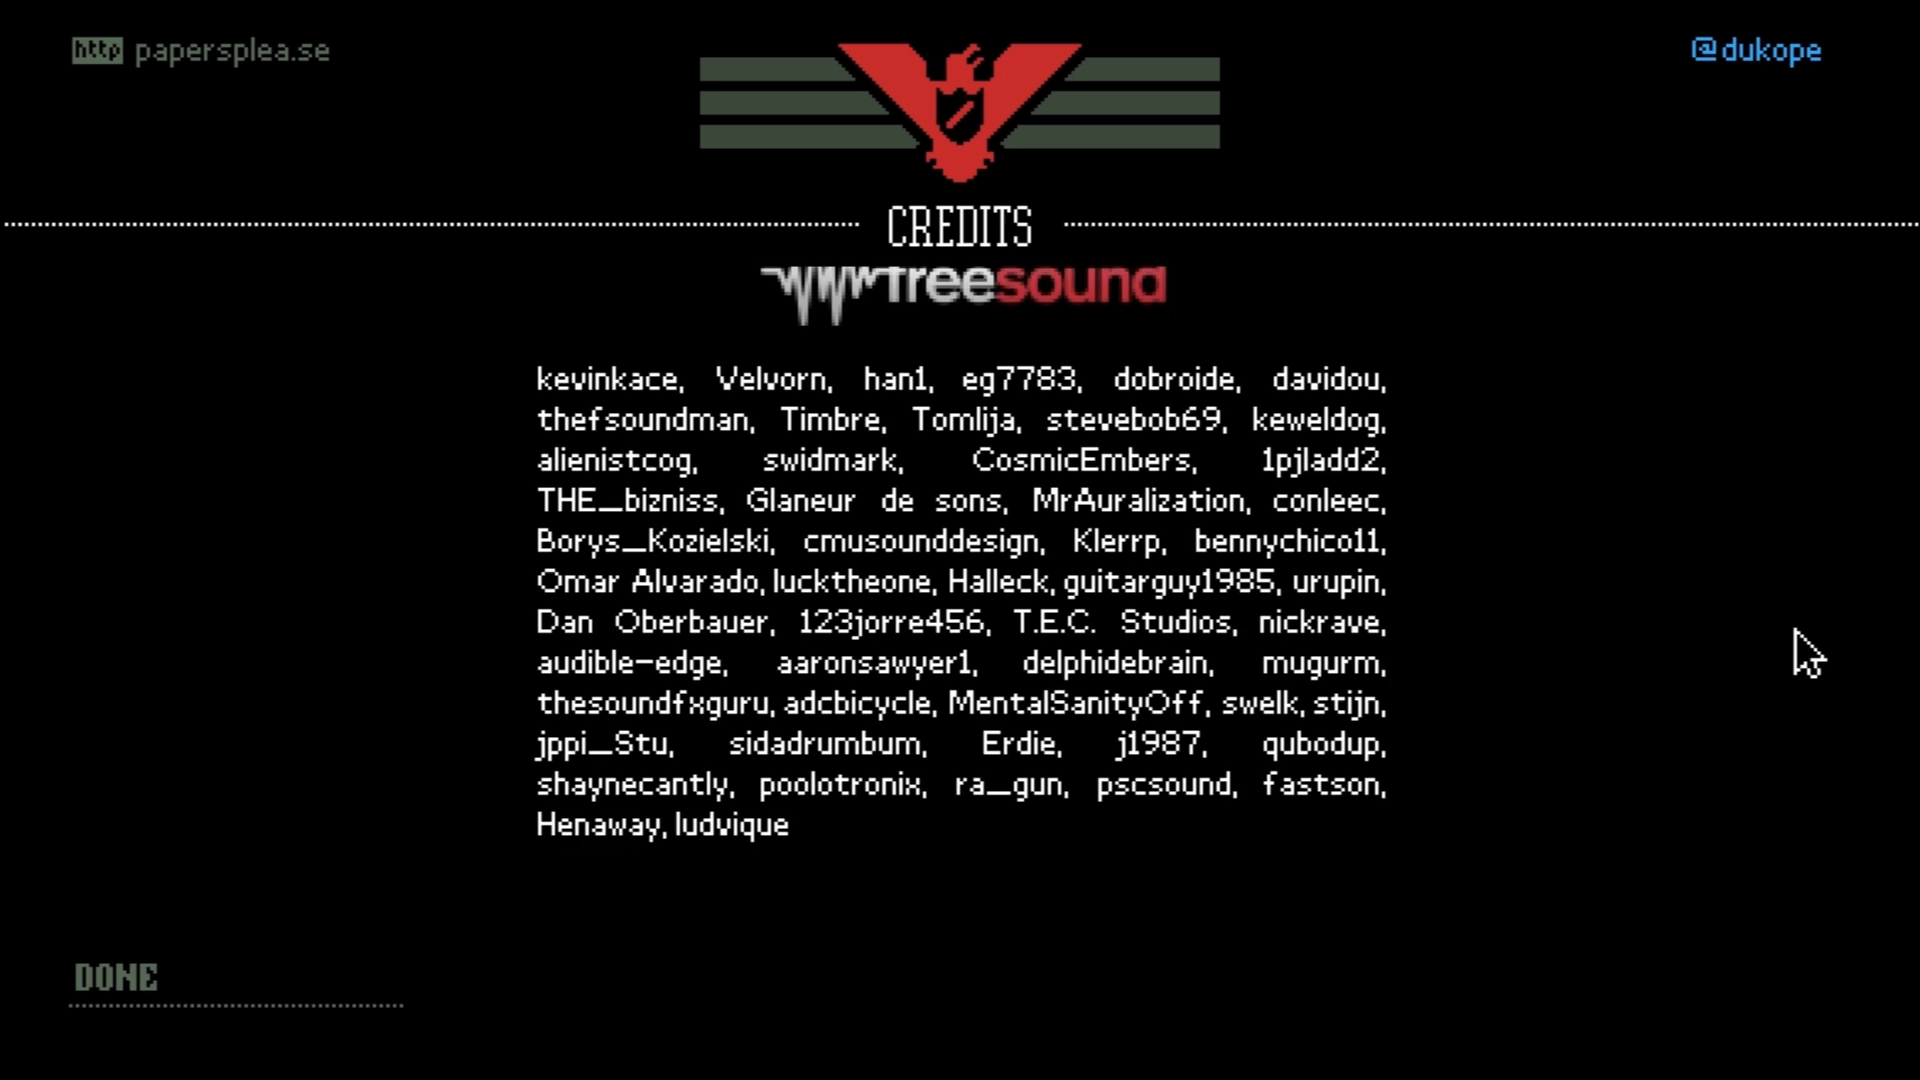 http papersplea.se
@dukope
CREDITS
freesound
kevinkace, Velvorn, han1, eg7783, dobroide, davidou,
thefsoundman, Timbre, Tomlija, stevebob69, keweldog,
alienistcog, swidmark, CosmicEmbers, 1pjladd2,
THE_bizniss, Glaneur de sons, MrAuralization, conleec,
Borys_Kozielski, cmusounddesign, Klerrp, bennychico11,
Omar Alvarado, lucktheone, Halleck, guitarguy1985, urupin,
Dan Oberbauer, 123jorre456, T.E.C. Studios, nickrave,
audible-edge, aaronsawyer1, delphidebrain, mugurm,
thesoundfxguru, adcbicycle, MentalSanityOff, swelk, stijn,
jppi_Stu, sidadrumbum, Erdie, j1987, qubodup,
shaynecantly, poolotronix, ra_gun, pscsound, fastson,
Henaway, ludvique
DONE